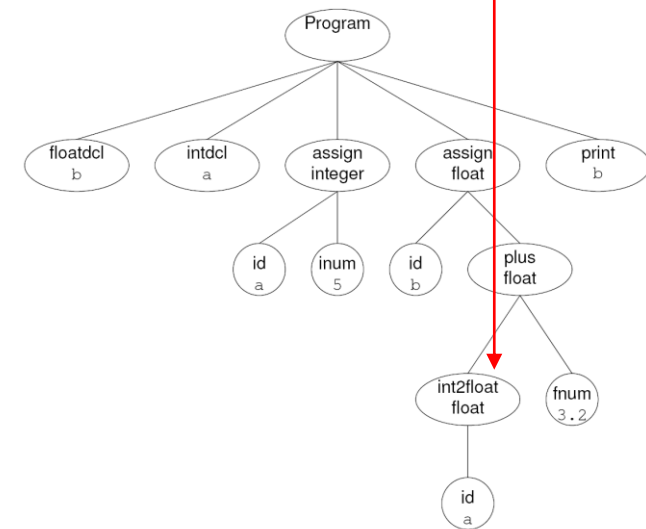 Program
floatdcl
b
intdcl
a
assign
integer
assign
float
print
b
id
a
inum
5
id
b
plus
float
int2float
float
fnum
3.2
id
a